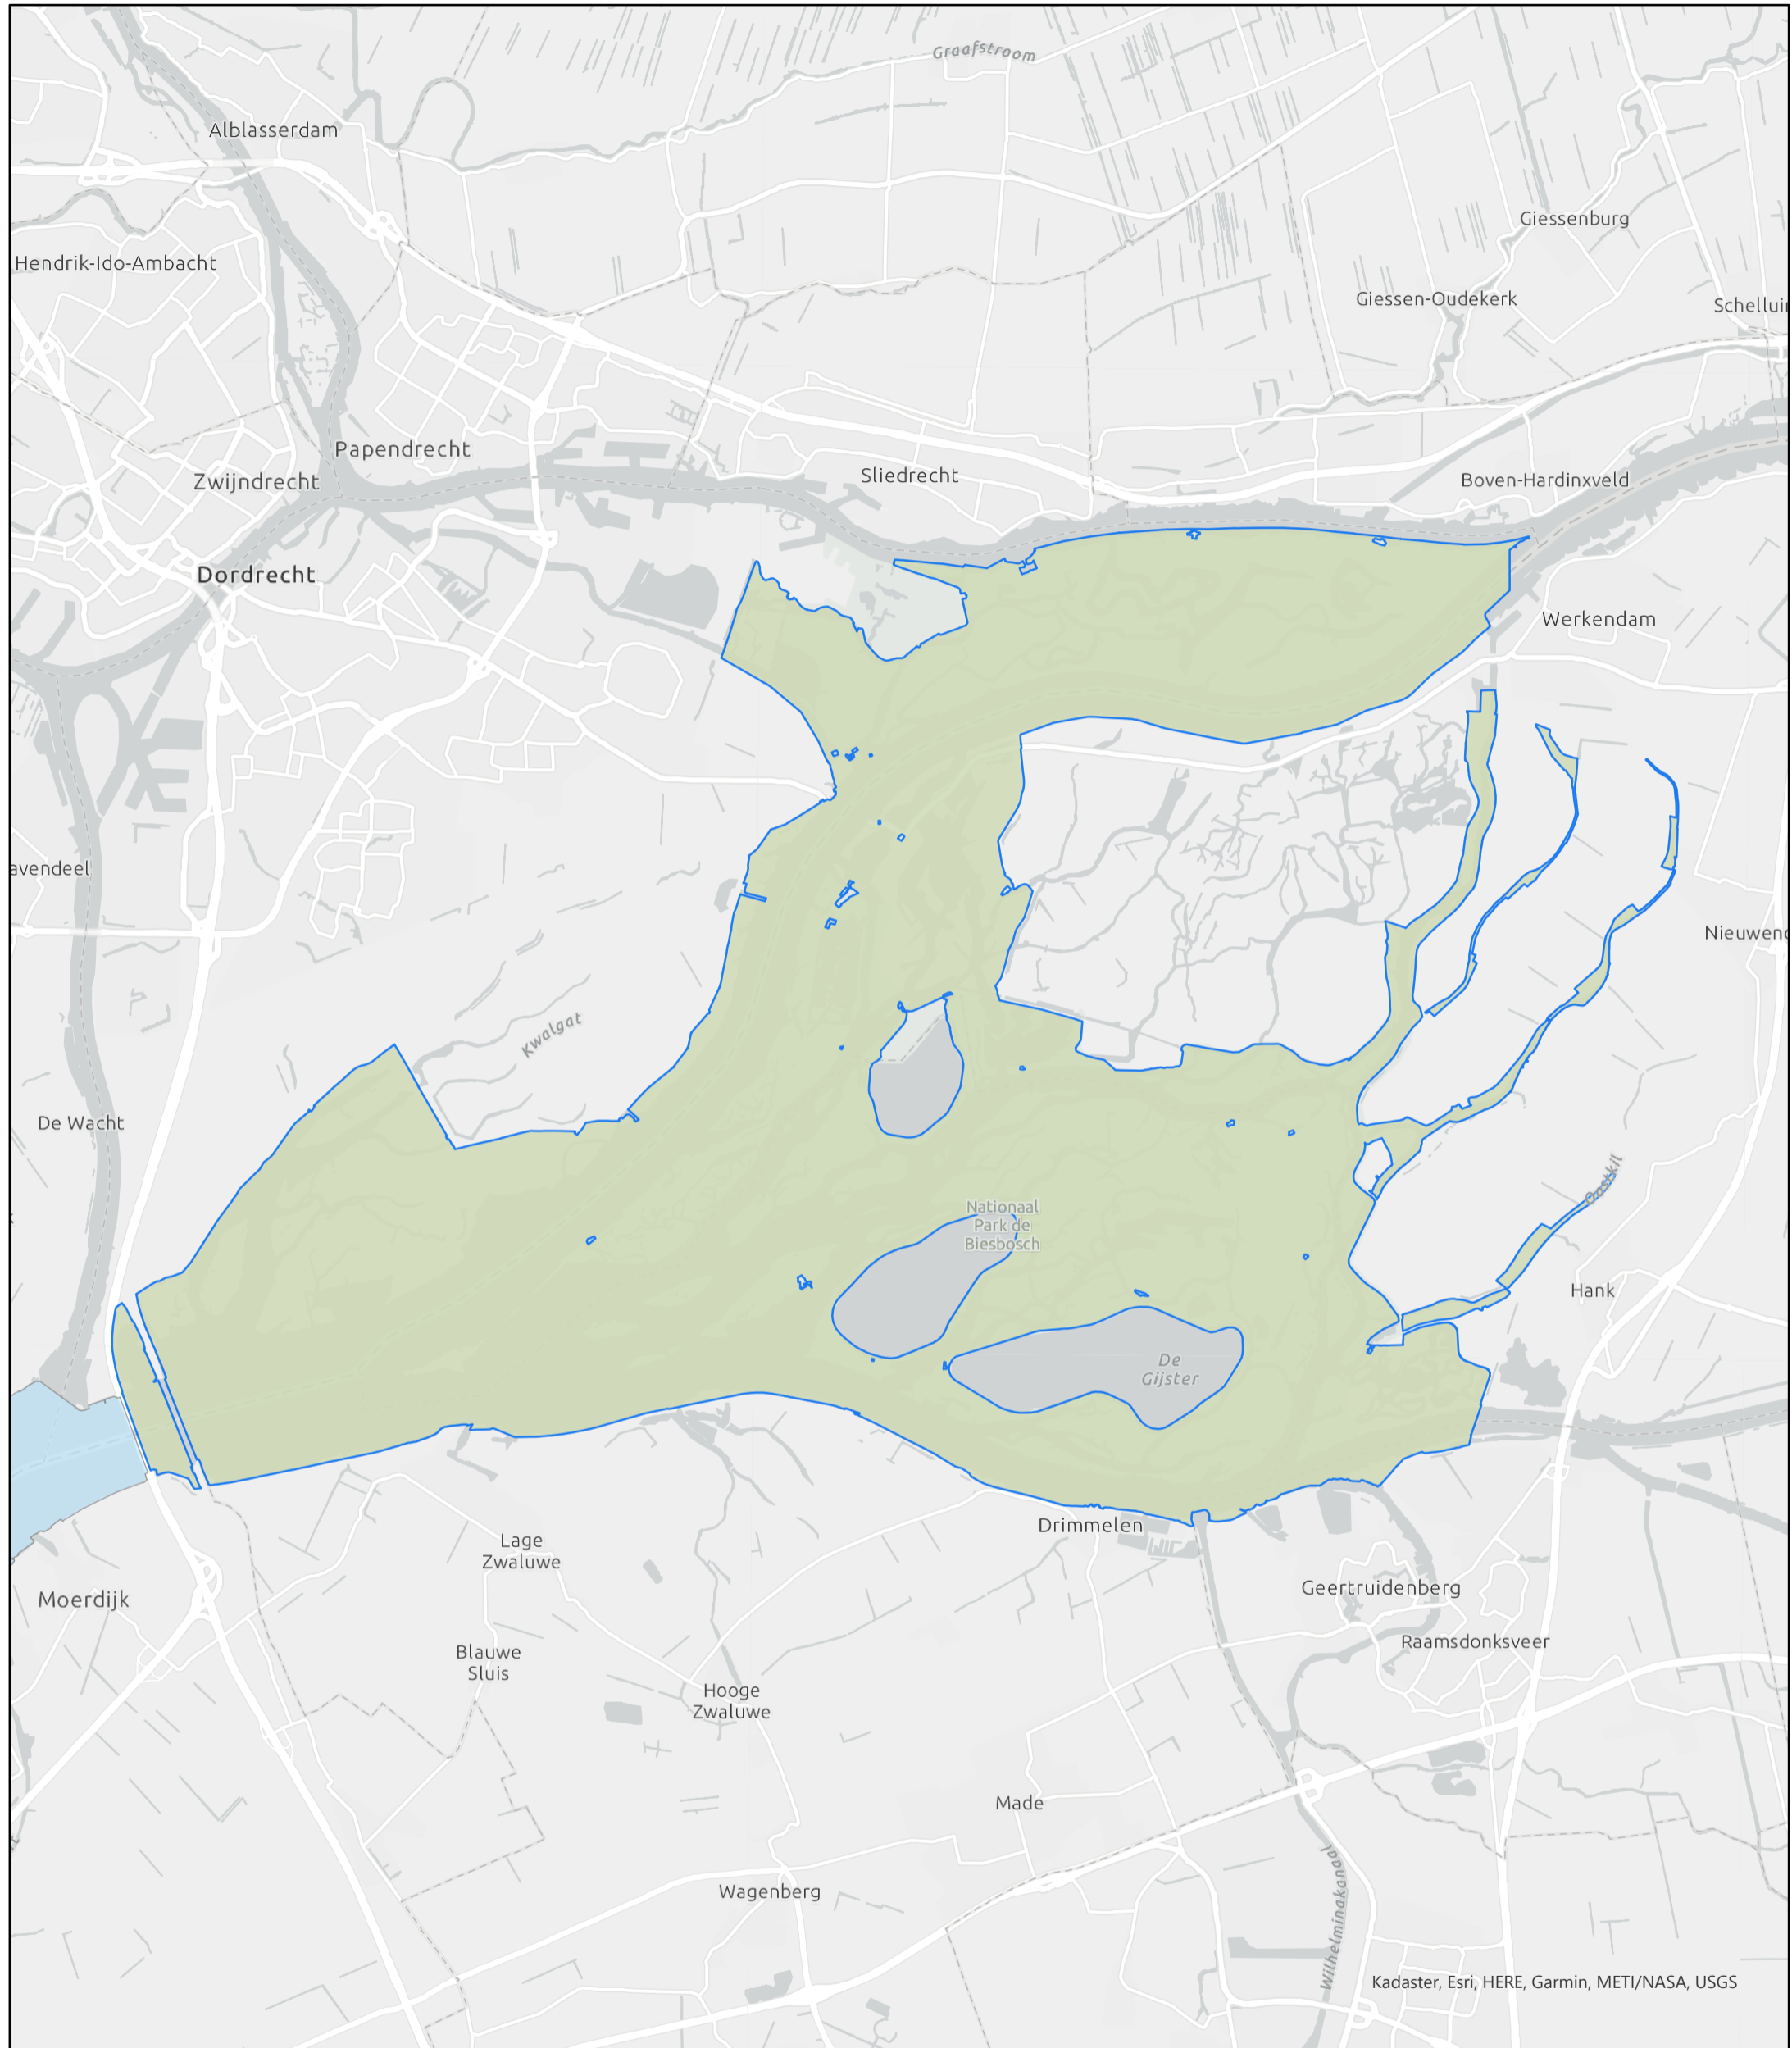 Graafstroom
Alblasserdam
Giessenburg
Hendrik-Ido-Ambacht
Giessen-Oudekerk
Schellui
Papendrecht
Sliedrecht
Zwijndrecht
Boven-Hardinxveld
Dordrecht
Werkendam
avendeel
Nieuwend
Kwalgat
De Wacht
Oostkil
Nationaal
Park de
Biesbosch
Hank
De
Gijster
Drimmelen
Lage
Zwaluwe
Moerdijk
Geertruidenberg
Raamsdonksveer
Blauwe
Sluis
Hooge
Zwaluwe
Made
Wagenberg
Wilhelminakanaal
Kadaster, Esri, HERE, Garmin, METI/NASA, USGS